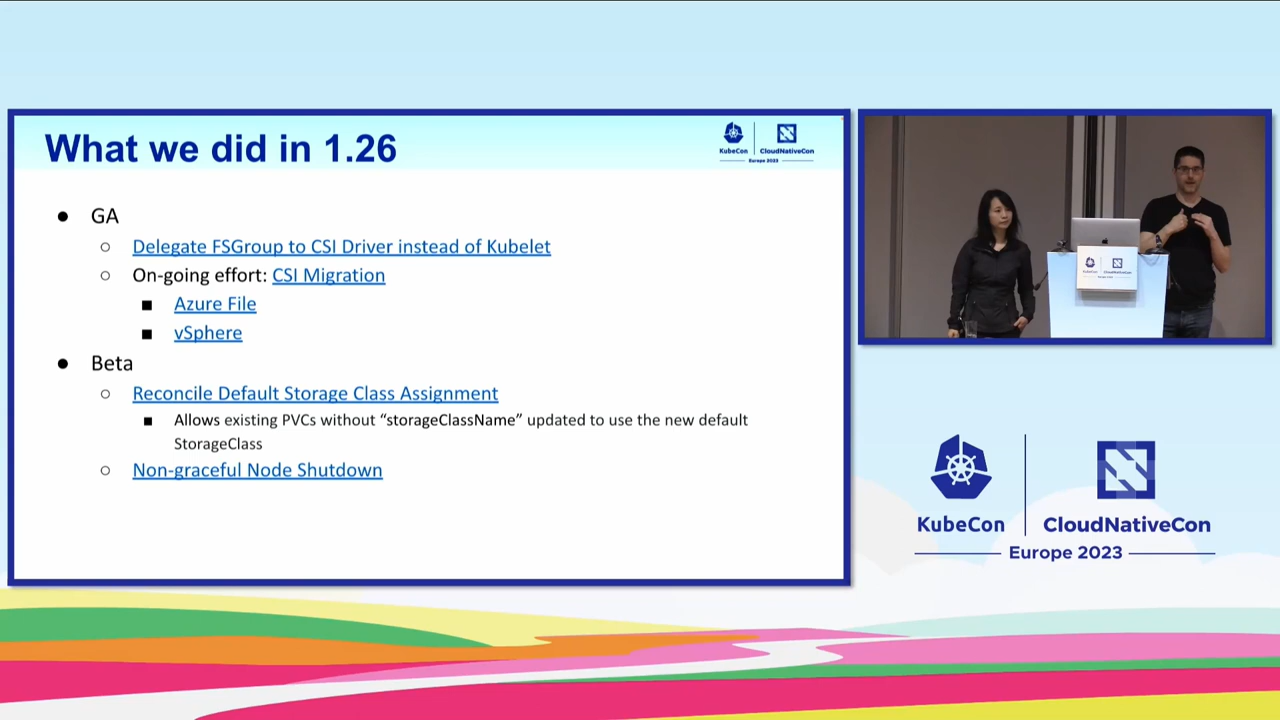 What we did in 1.26
KubeCon
CloudNativeCon
Europe 2023
● GA
○ Delegate FSGroup to CSI Driver instead of Kubelet
○ On-going effort: CSI Migration
■ Azure File
■ vSphere
● Beta
○ Reconcile Default Storage Class Assignment
■ Allows existing PVCs without “storageClassName” updated to use the new default
StorageClass
○ Non-graceful Node Shutdown
KubeCon
CloudNativeCon
Europe 2023